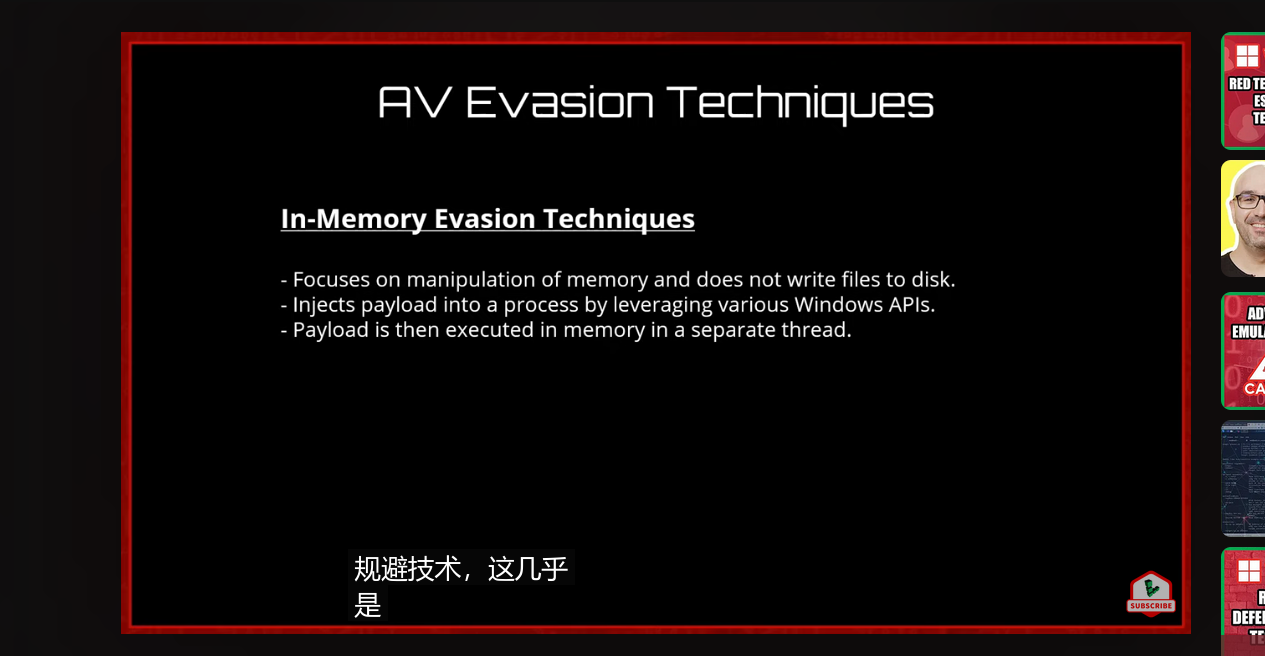 AV Evasion Techniques
In-Memory Evasion Techniques
- Focuses on manipulation of memory and does not write files to disk.
- Injects payload into a process by leveraging various Windows APIs.
- Payload is then executed in memory in a separate thread.
规避技术，这几乎
是
SUBSCRIBE
RED TE
ES
TE
AD
EMUL
CA
R
DEFE
TE